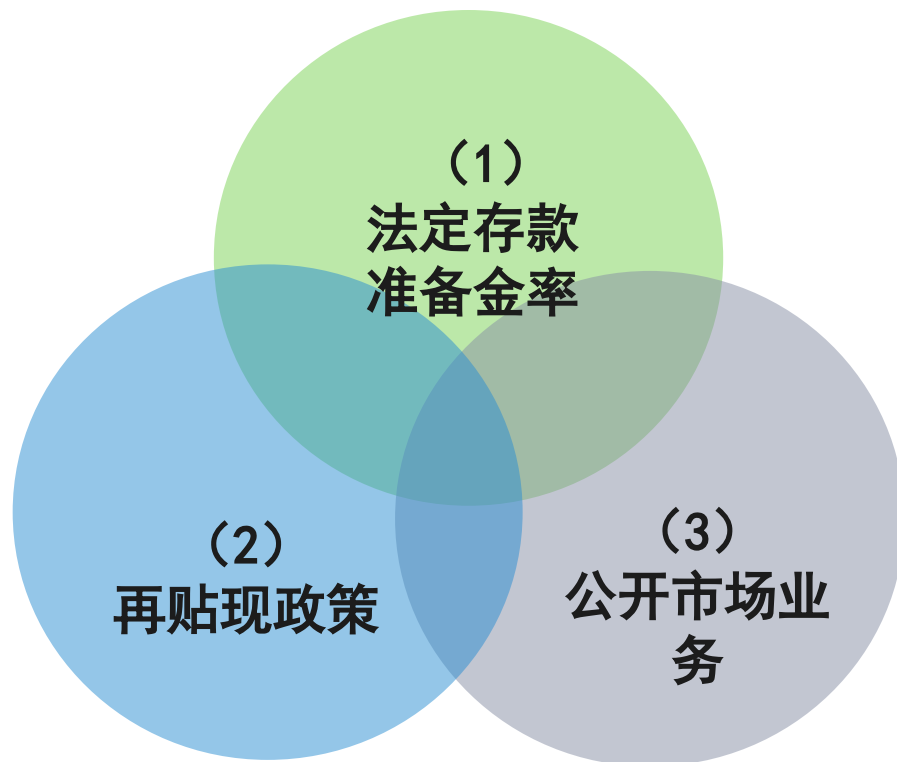 （1）
法定存款
准备金率
（2）
再贴现政策
（3）
公开市场业
务